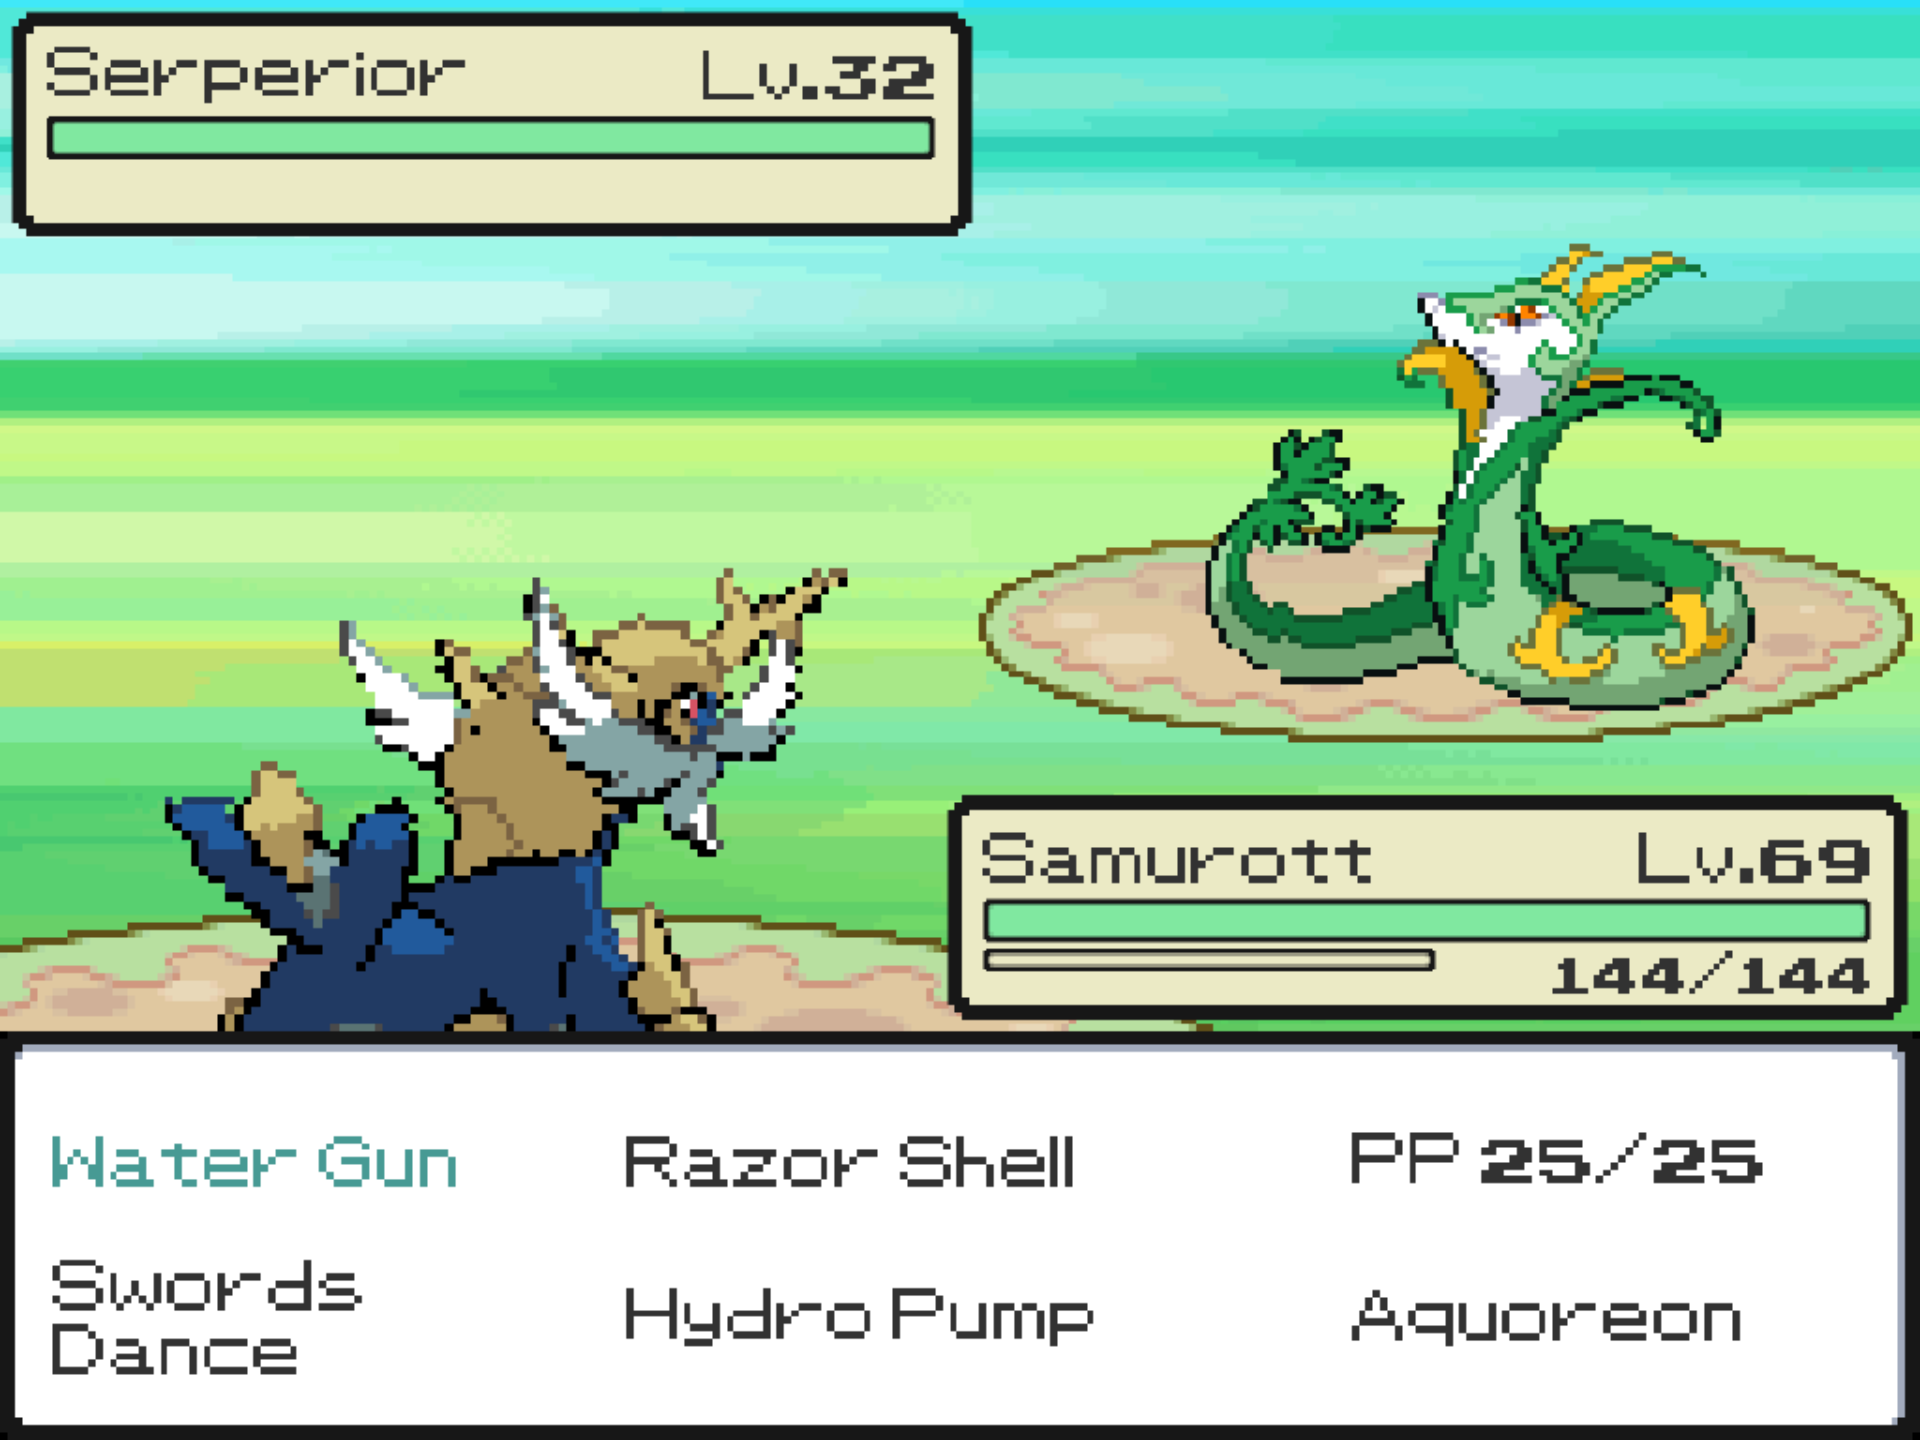 Serperior Lv.32
Samurott Lv.69
144/144
Water Gun Razor Shell PP 25/25
Swords
Dance
Hydro Pump Aquoreon